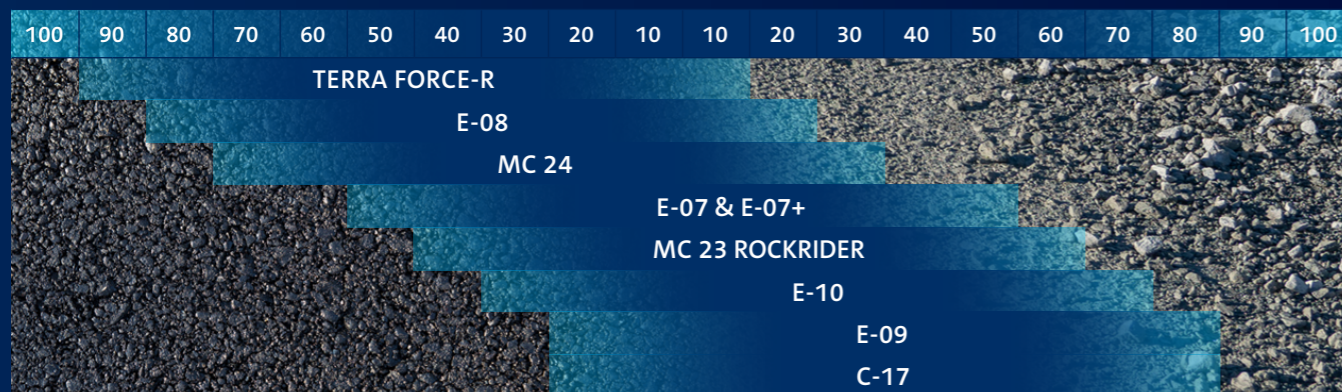 100 90 80 70 60 50 40 30 20 10 10 20 30 40 50 60 70 80 90 100
TERRA FORCE-R
E-08
MC 24
E-07 & E-07+
MC 23 ROCKRIDER
E-10
E-09
C-17